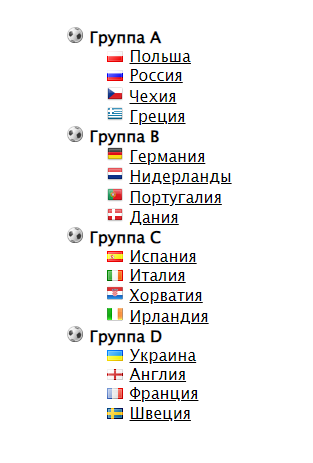 Группа A
Польша
Россия
Чехия
Греция
Группа B
Германия
Нидерланды
Португалия
Дания
Группа C
Испания
Италия
Хорватия
Ирландия
Группа D
Украина
Англия
Франция
Швеция